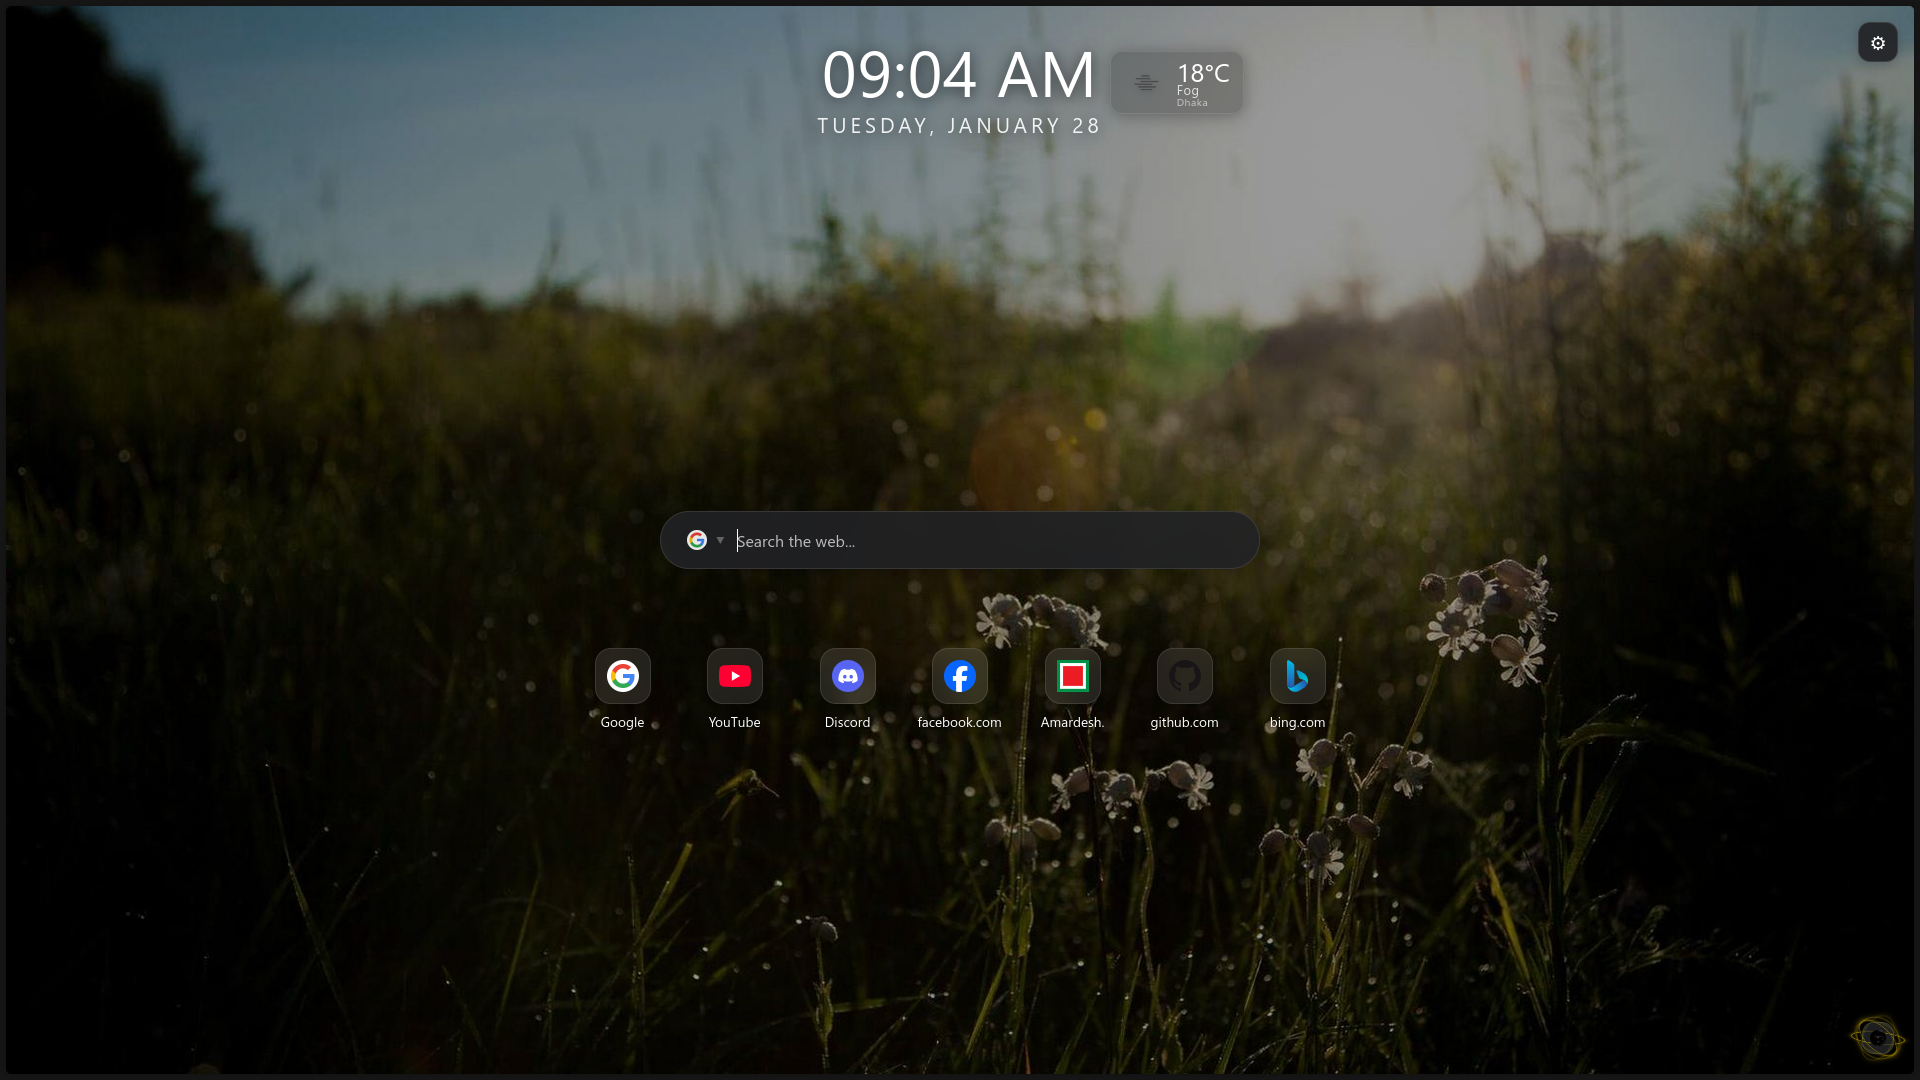 09:04 AM
TUESDAY, JANUARY 28
18°C
Fog
Dhaka
Search the web...
Google
YouTube
Discord
facebook.com
Amardesh.
github.com
bing.com